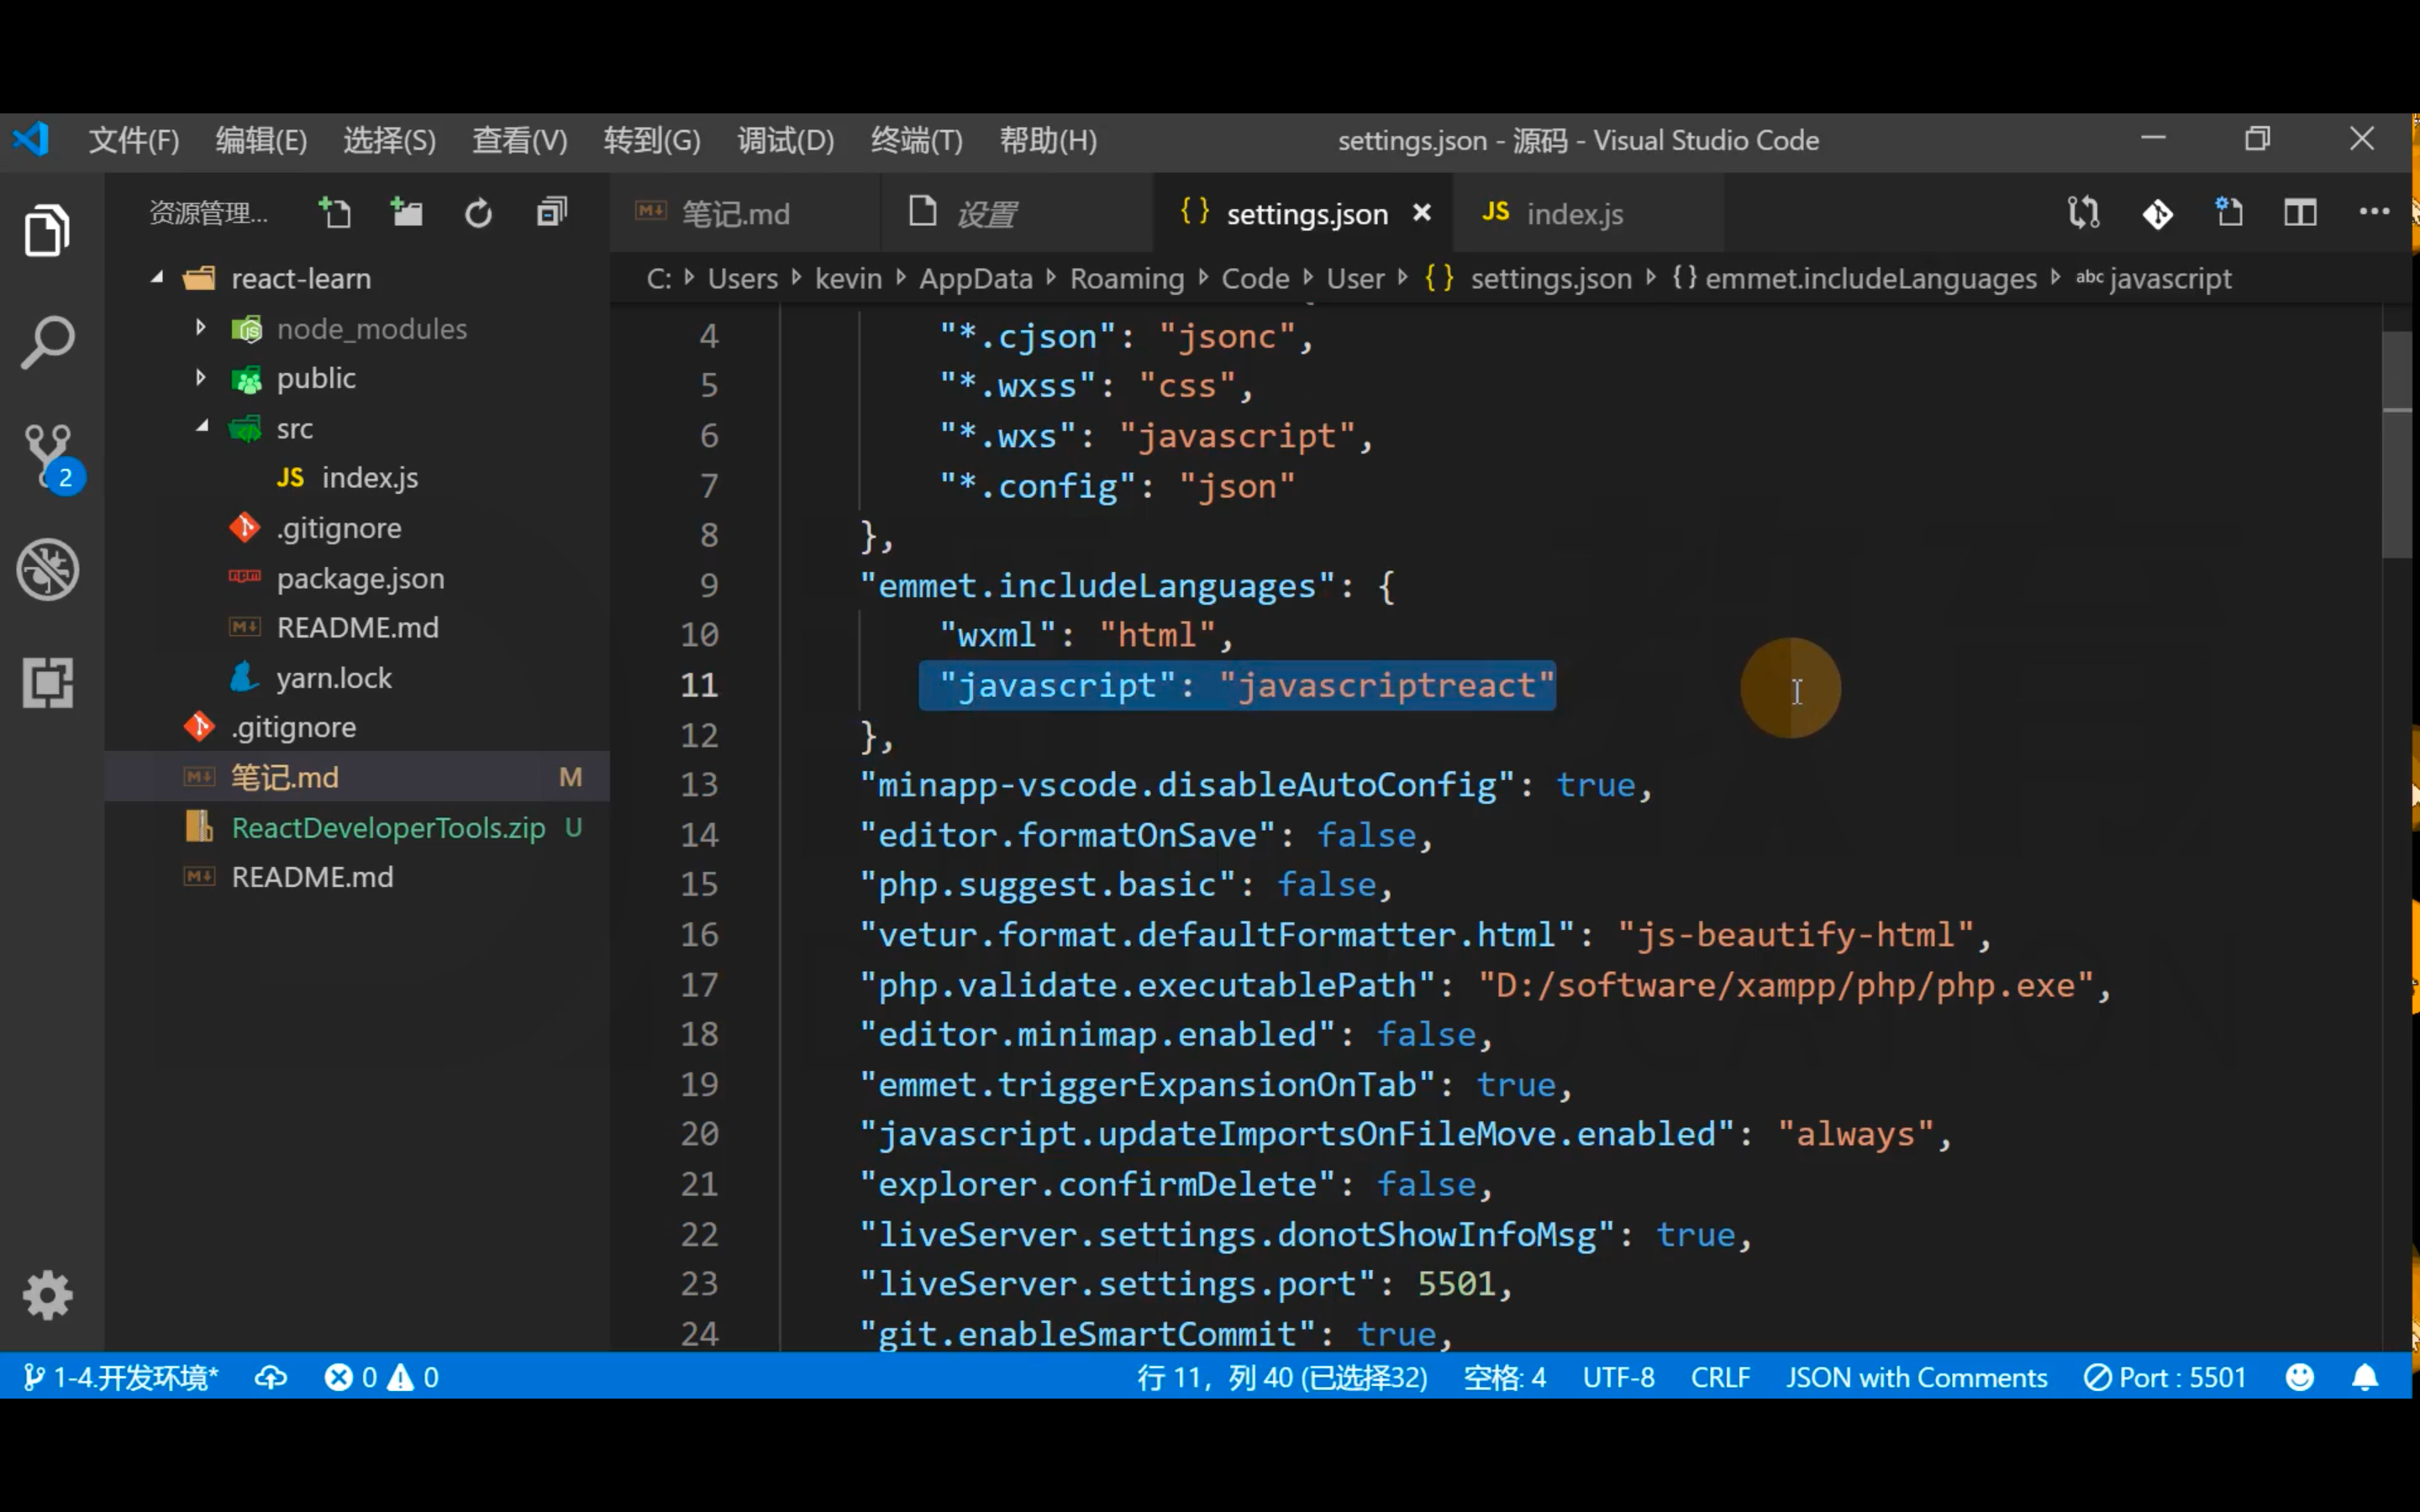 文件(F) 编辑(E) 选择(S) 查看(V) 转到(G) 调试(D) 终端(T) 帮助(H) settings.json - 源码 - Visual Studio Code
资源管理...
笔记.md 设置 {} settings.json × JS index.js
C: Users kevin AppData Roaming Code User {} settings.json {} emmet.includeLanguages abc javascript
react-learn
node_modules
public
src
JS index.js
.gitignore
package.json
README.md
yarn.lock
.gitignore
笔记.md M
ReactDeveloperTools.zip U
README.md
2
4 "*.cjson": "jsonc",
5 "*.wxss": "css",
6 "*.wxs": "javascript",
7 "*.config": "json"
8 },
9 "emmet.includeLanguages": {
10 "wxml": "html",
11 "javascript": "javascriptreact"
12 },
13 "minapp-vscode.disableAutoConfig": true,
14 "editor.formatOnSave": false,
15 "php.suggest.basic": false,
16 "vetur.format.defaultFormatter.html": "js-beautify-html",
17 "php.validate.executablePath": "D:/software/xampp/php/php.exe",
18 "editor.minimap.enabled": false,
19 "emmet.triggerExpansionOnTab": true,
20 "javascript.updateImportsOnFileMove.enabled": "always",
21 "explorer.confirmDelete": false,
22 "liveServer.settings.donotShowInfoMsg": true,
23 "liveServer.settings.port": 5501,
24 "git.enableSmartCommit": true,
1-4.开发环境* 0 0 行 11，列 40 (已选择32) 空格: 4 UTF-8 CRLF JSON with Comments Port : 5501